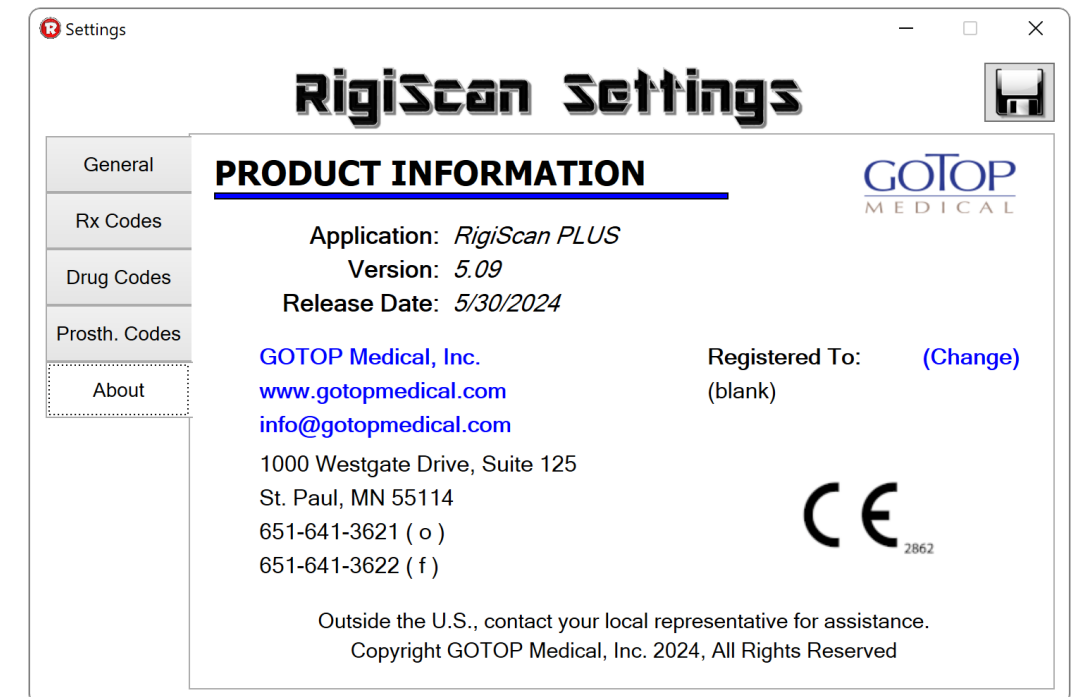 Settings
RigiScan Settings
General
Rx Codes
Drug Codes
Prosth. Codes
About
PRODUCT INFORMATION
GOTOP
MEDICAL
Application: RigiScan PLUS
Version: 5.09
Release Date: 5/30/2024
GOTOP Medical, Inc.
www.gotopmedical.com
info@gotopmedical.com
1000 Westgate Drive, Suite 125
St. Paul, MN 55114
651-641-3621 ( o )
651-641-3622 ( f )
Registered To: (Change)
(blank)
CE
2862
Outside the U.S., contact your local representative for assistance.
Copyright GOTOP Medical, Inc. 2024, All Rights Reserved